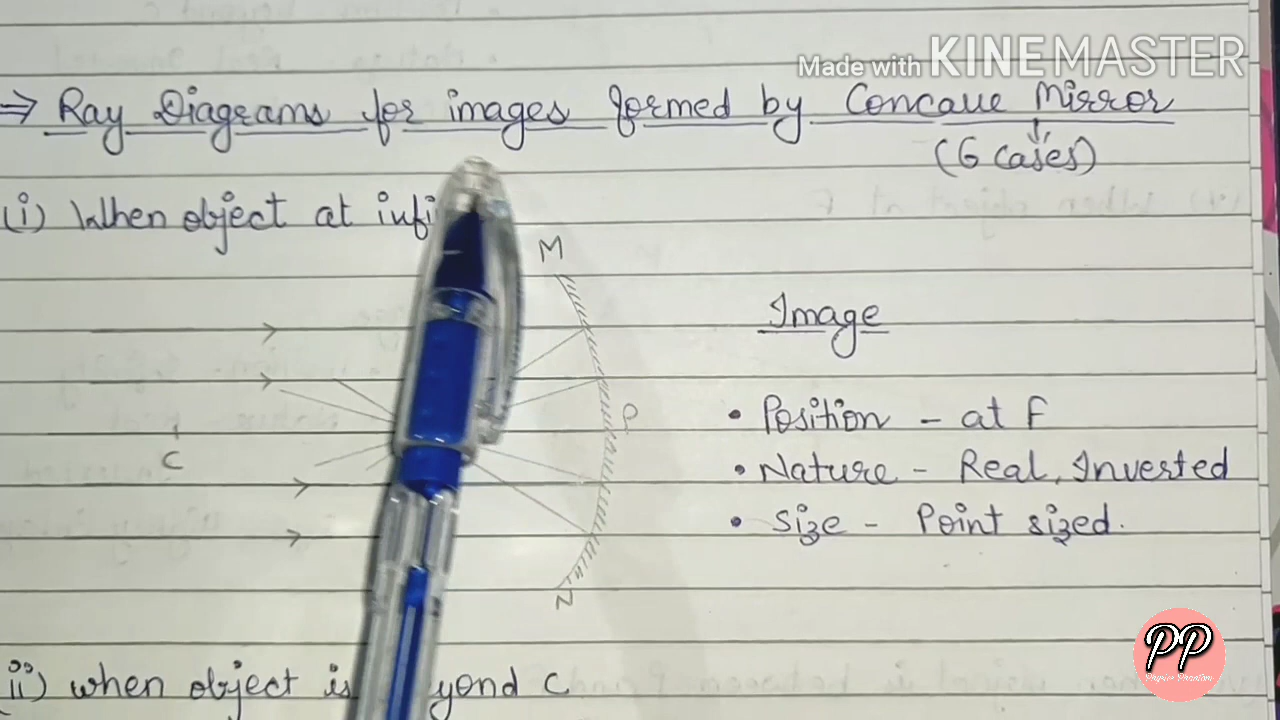 Made with KINEMASTER
⇒ Ray Diagrams for images formed by Concave Mirror
(6 Cases)
(i) When object at infi
M
Image
• Position - at F
C
• Nature - Real, Inverted
• Size - Point sized.
N
PP
ii) when object is yond C